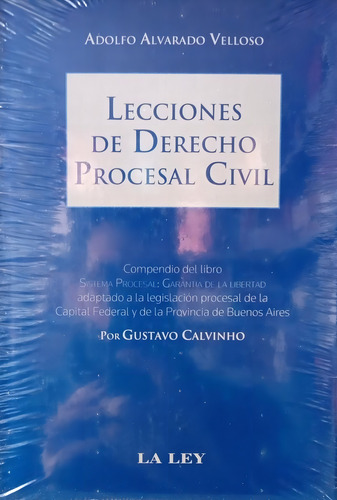 Adolfo Alvarado Velloso
Lecciones
de Derecho
Procesal Civil
Compendio del libro
Sistema Procesal: Garantía de la libertad
adaptado a la legislación procesal de la
Capital Federal y de la Provincia de Buenos Aires
Por Gustavo Calvinho
LA LEY